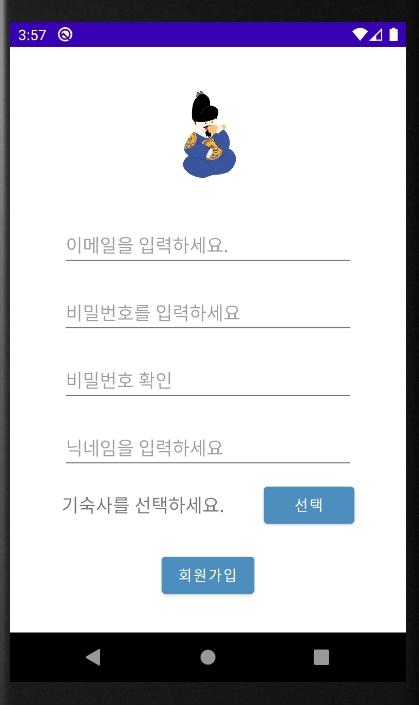 3:57
이메일을 입력하세요.
비밀번호를 입력하세요
비밀번호 확인
닉네임을 입력하세요
기숙사를 선택하세요. 선택
회원가입